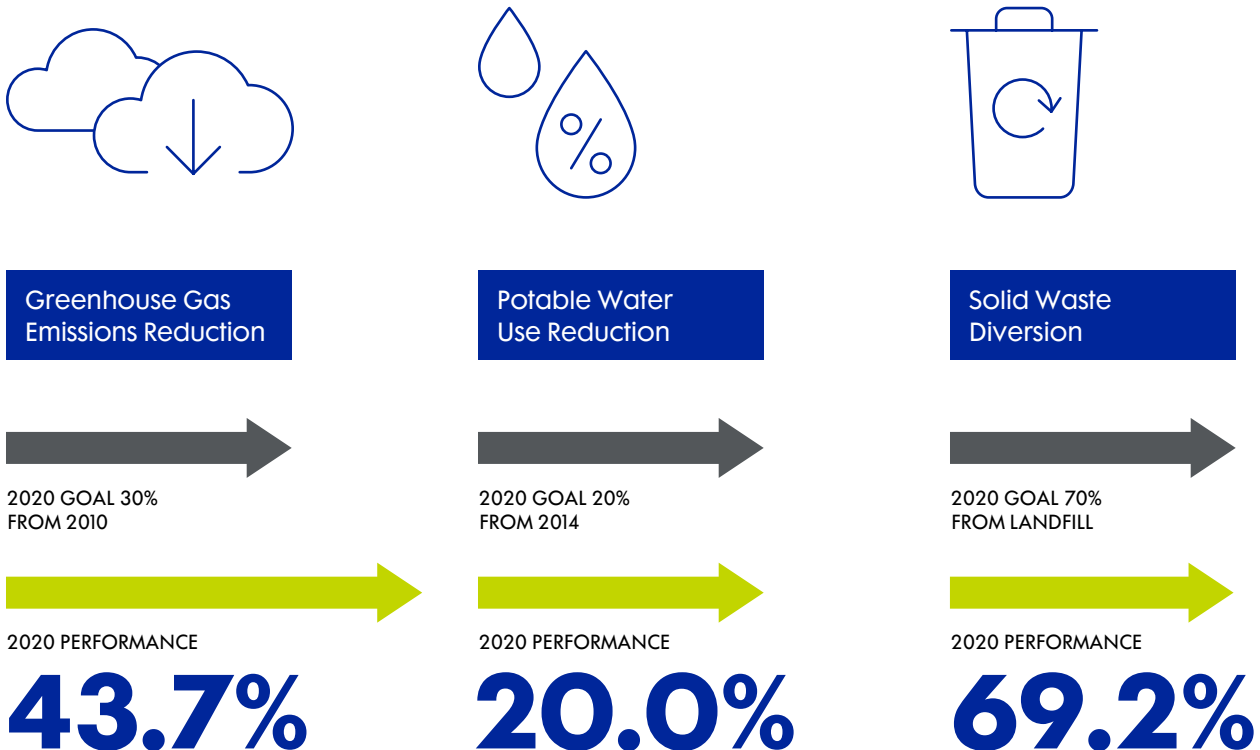 %
Greenhouse Gas
Emissions Reduction
2020 GOAL 30%
FROM 2010
2020 PERFORMANCE
43.7%
Potable Water
Use Reduction
2020 GOAL 20%
FROM 2014
2020 PERFORMANCE
20.0%
Solid Waste
Diversion
2020 GOAL 70%
FROM LANDFILL
2020 PERFORMANCE
69.2%